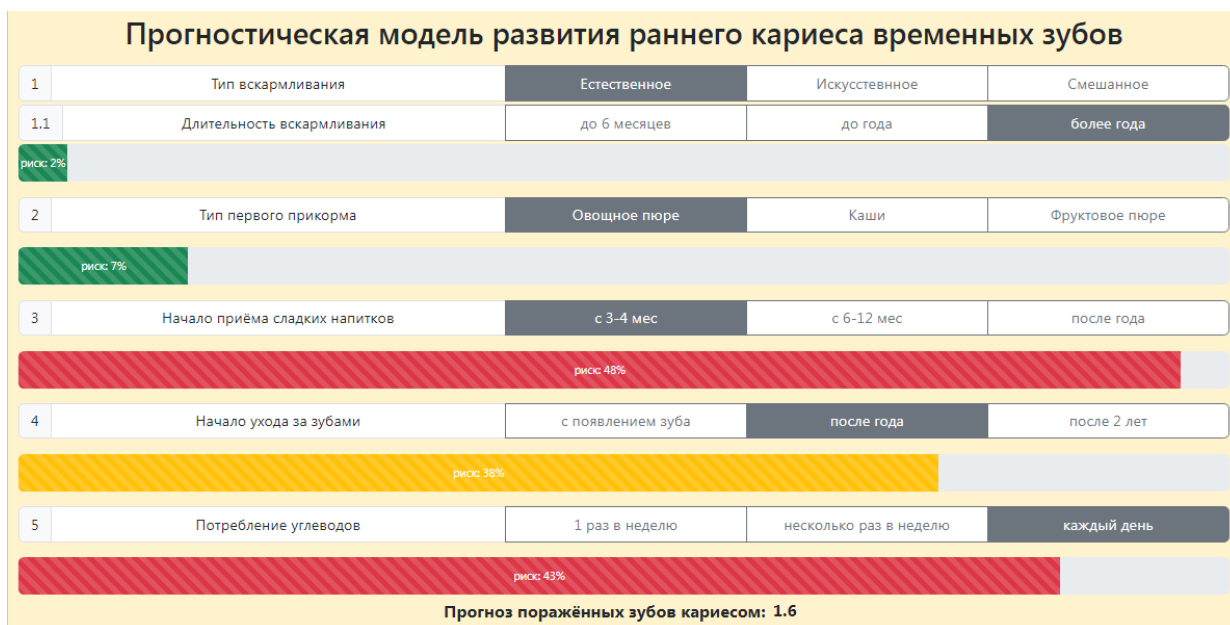 Прогностическая модель развития раннего кариеса временных зубов
1 Тип вскармливания Естественное Искусстевнное Смешанное
1.1 Длительность вскармливания до 6 месяцев до года более года
риск: 2%
2 Тип первого прикорма Овощное пюре Каши Фруктовое пюре
риск: 7%
3 Начало приёма сладких напитков с 3-4 мес с 6-12 мес после года
риск: 48%
4 Начало ухода за зубами с появлением зуба после года после 2 лет
риск: 38%
5 Потребление углеводов 1 раз в неделю несколько раз в неделю каждый день
риск: 43%
Прогноз поражённых зубов кариесом: 1.6